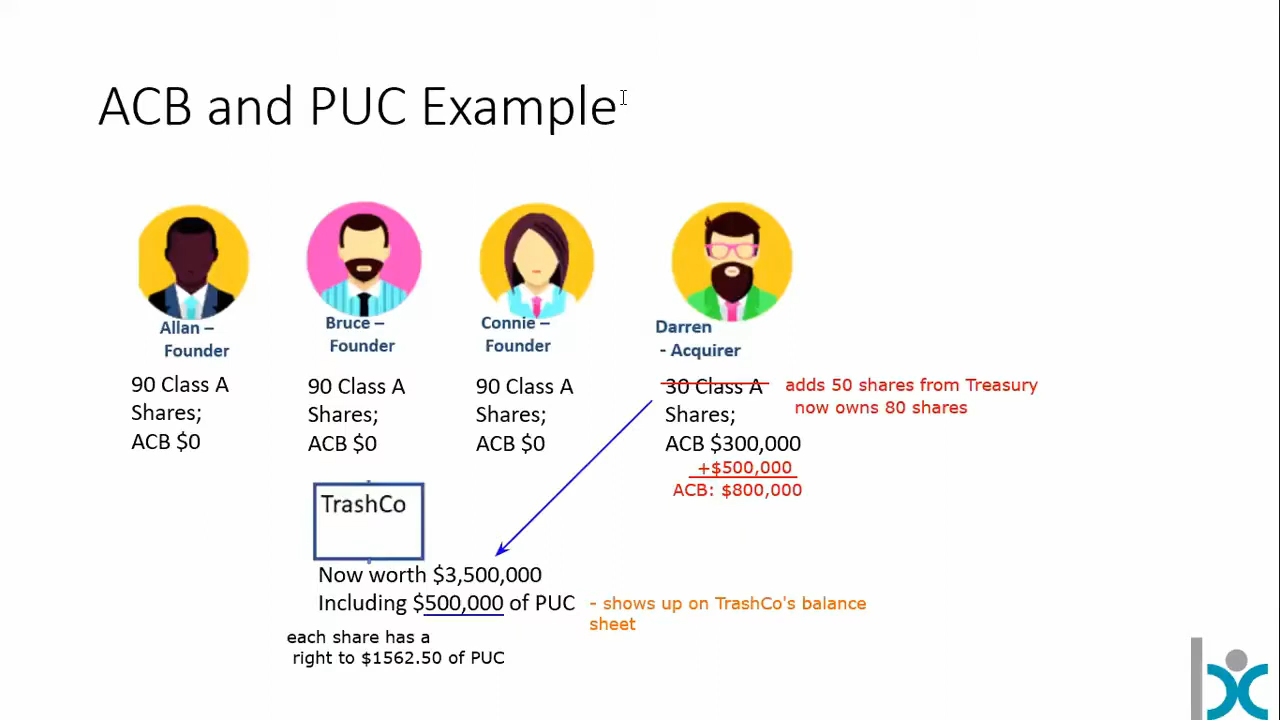 ACB and PUC Example
Allan –
Founder
90 Class A
Shares;
ACB $0
Bruce –
Founder
90 Class A
Shares;
ACB $0
Connie –
Founder
90 Class A
Shares;
ACB $0
Darren
- Acquirer
30 Class A
Shares;
ACB $300,000
+$500,000
ACB: $800,000
adds 50 shares from Treasury
now owns 80 shares
TrashCo
Now worth $3,500,000
Including $500,000 of PUC
- shows up on TrashCo's balance
sheet
each share has a
right to $1562.50 of PUC